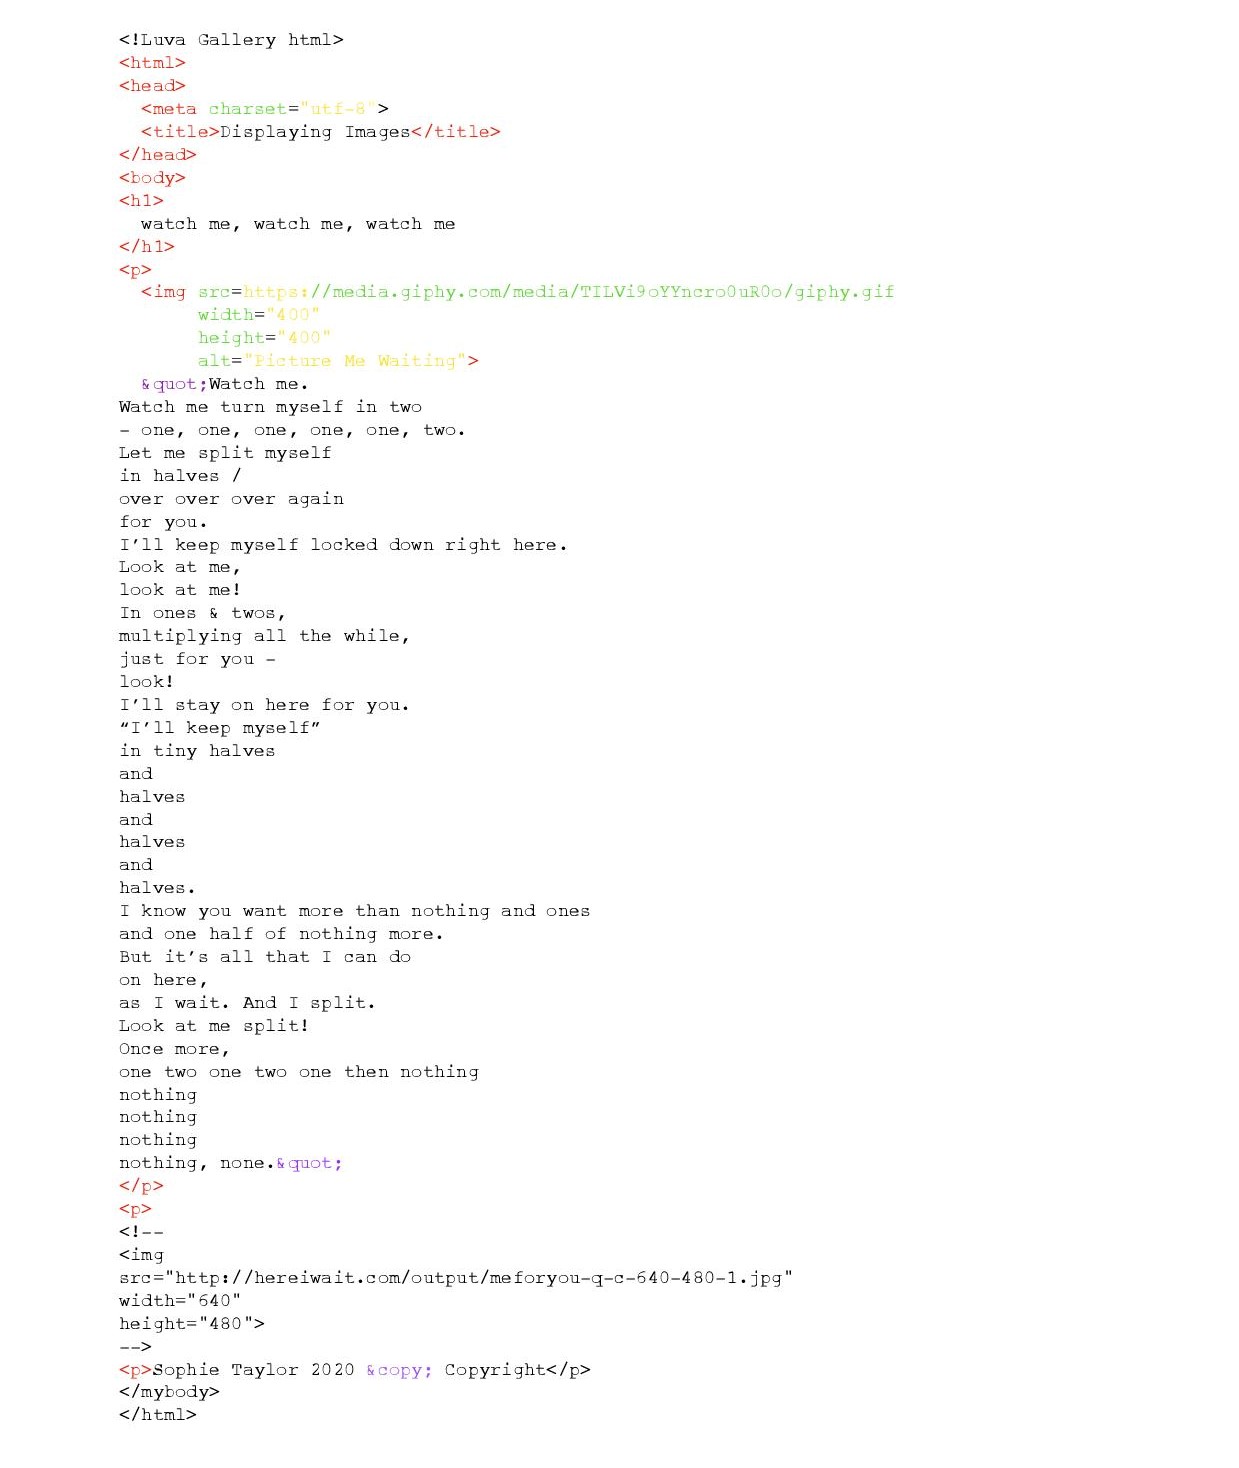 <!Luva Gallery html>
<html>
<head>
<meta charset="utf-8">
<title>Displaying Images</title>
</head>
<body>
<h1>
watch me, watch me, watch me
</h1>
<p>
<img src=https://media.giphy.com/media/TILVi9oYYncro0uR0o/giphy.gif
width="400"
height="400"
alt="Picture Me Waiting">
&quot;Watch me.
Watch me turn myself in two
- one, one, one, one, one, two.
Let me split myself
in halves /
over over over again
for you.
I’ll keep myself locked down right here.
Look at me,
look at me!
In ones & twos,
multiplying all the while,
just for you -
look!
I’ll stay on here for you.
“I’ll keep myself”
in tiny halves
and
halves
and
halves
and
halves.
I know you want more than nothing and ones
and one half of nothing more.
But it’s all that I can do
on here,
as I wait. And I split.
Look at me split!
Once more,
one two one two one then nothing
nothing
nothing
nothing
nothing, none.&quot;
</p>
<p>
<!--
<img
src="http://hereiwait.com/output/meforyou-q-c-640-480-1.jpg"
width="640"
height="480">
-->
<p>Sophie Taylor 2020 &copy; Copyright</p>
</mybody>
</html>